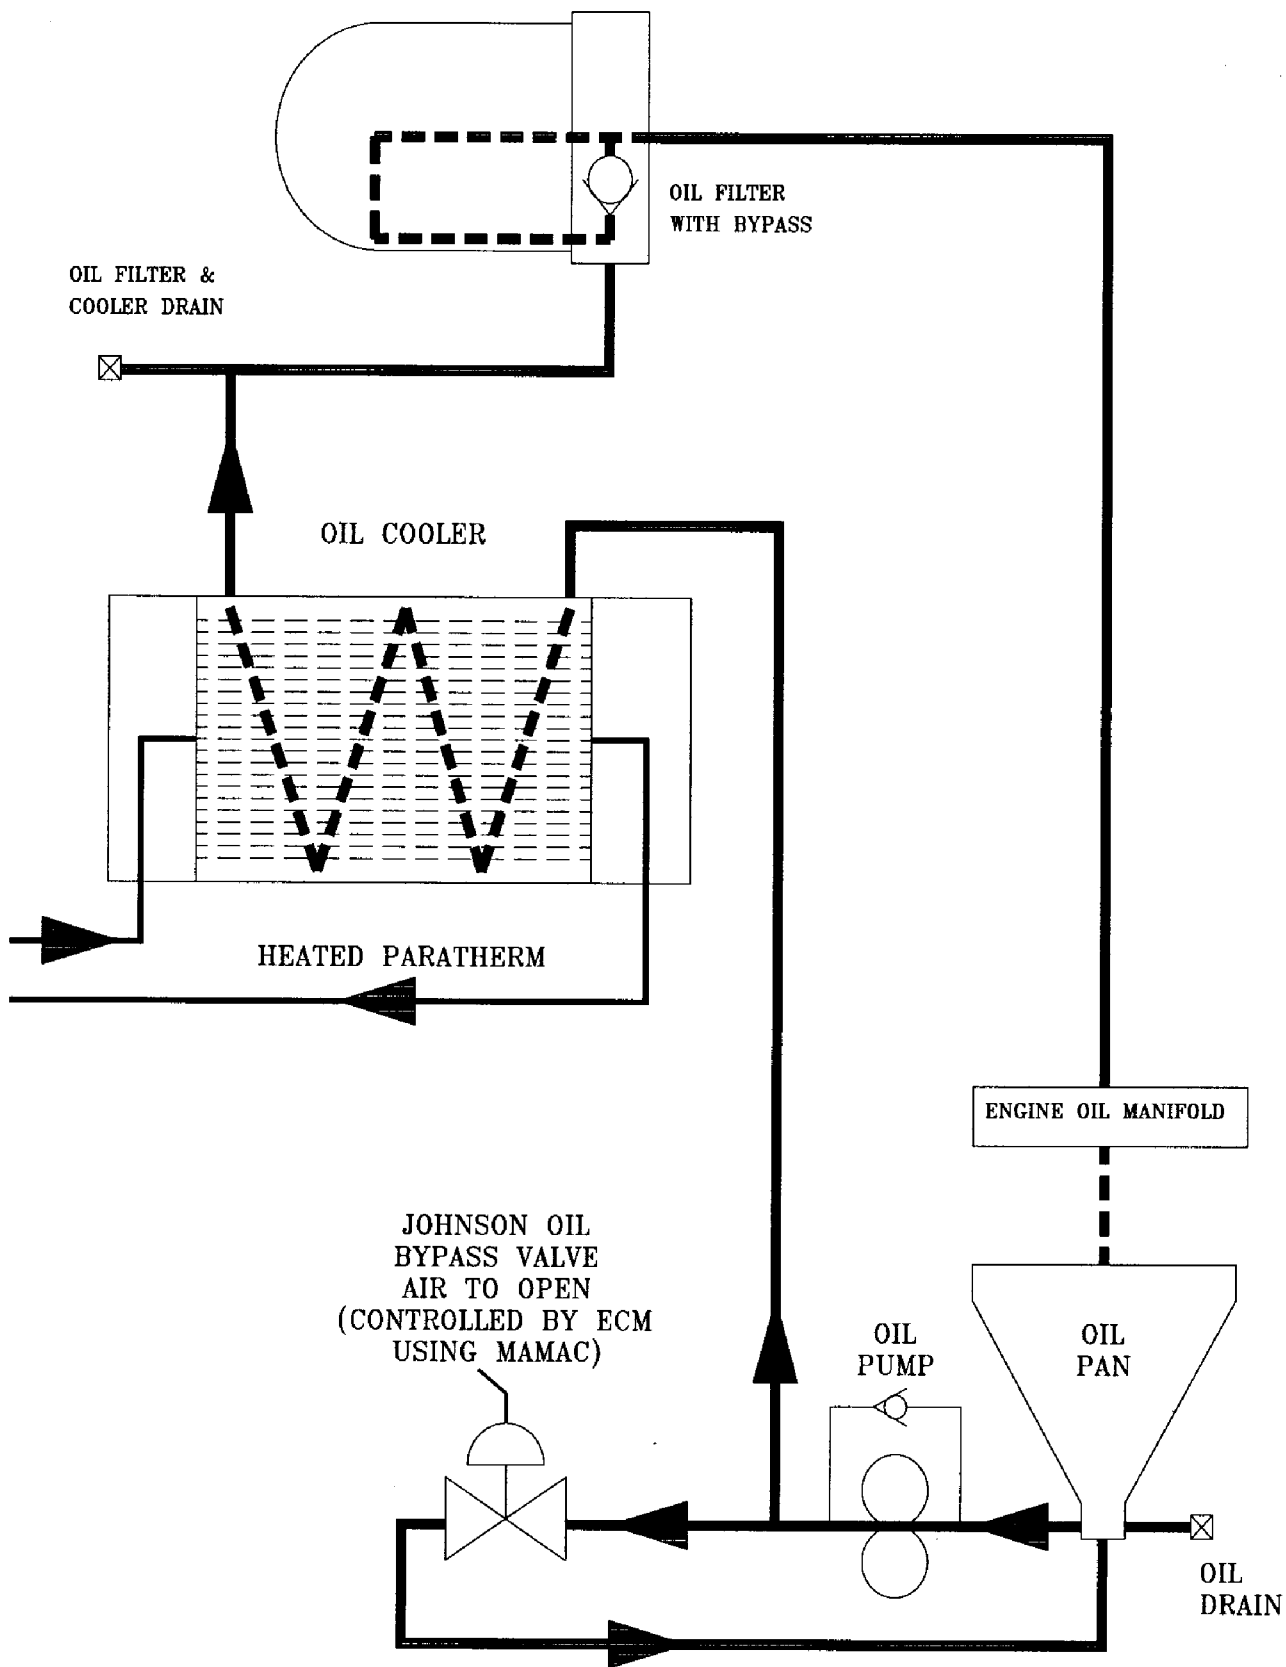 OIL FILTER
WITH BYPASS
OIL FILTER &
COOLER DRAIN
OIL COOLER
HEATED PARATHERM
ENGINE OIL MANIFOLD
JOHNSON OIL
BYPASS VALVE
AIR TO OPEN
(CONTROLLED BY ECM
USING MAMAC)
OIL
PUMP
OIL
PAN
OIL
DRAIN